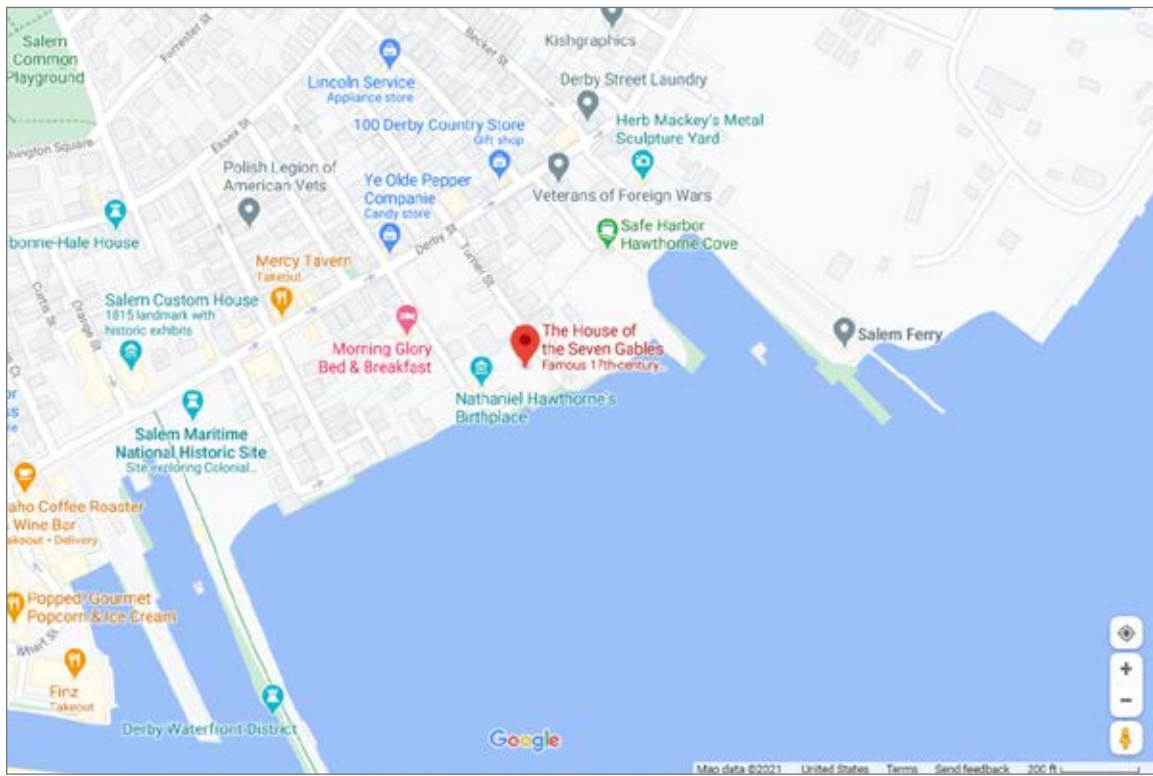 Salem
Common
Playground
Forrester St
Becket St
Kishgraphics
Lincoln Service
Appliance store
Derby Street Laundry
100 Derby Country Store
Gift shop
Herb Mackey's Metal
Sculpture Yard
Essex St
Square
Polish Legion of
American Vets
Ye Olde Pepper
Companie
Candy store
Veterans of Foreign Wars
Safe Harbor
Hawthorne Cove
Derby St
Turner St
bonne-Hale House
Mercy Tavern
Takeout
Curtis St
Orange St
Salem Custom House
1815 landmark with
historic exhibits
Morning Glory
Bed & Breakfast
The House of
the Seven Gables
Famous 17th-century...
Salem Ferry
Nathaniel Hawthorne's
Birthplace
Salem Maritime
National Historic Site
Site exploring Colonial...
aho Coffee Roaster
Wine Bar
Takeout • Delivery
Popped! Gourmet
Popcorn & Ice Cream
Wharf St
Finz
Takeout
Derby Waterfront District
Google
Map data ©2021 United States Terms Send feedback 200 ft